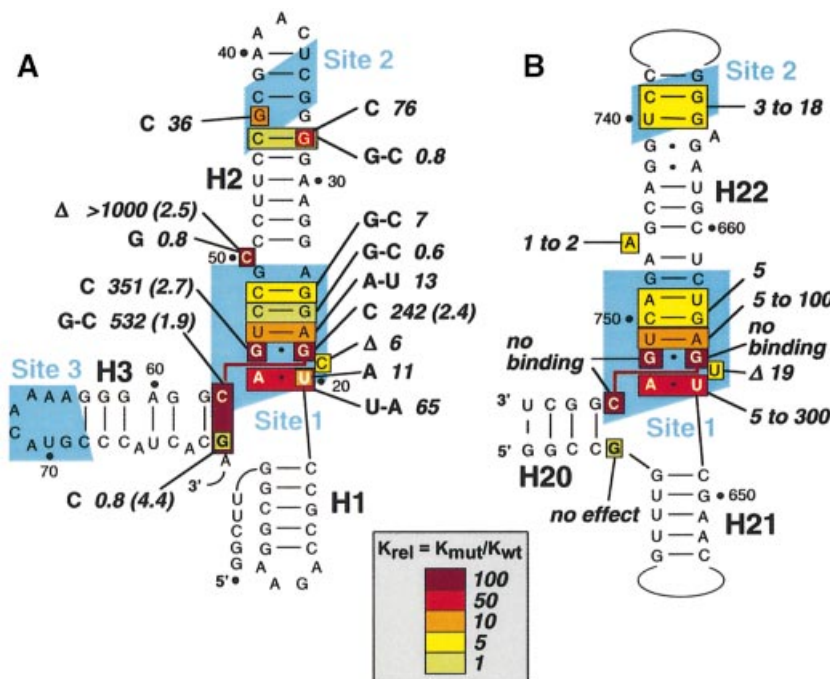 A
B
A A C
40 • A — U
A — U
G — C
C — G
G G
C — G
C — G
U — A • 30
U — A
C — G
C — G
50 • C A
G — G
C — G
C — G
U — A
G • G
C
A • U
20
Site 2
C 36
C 76
G-C 0.8
H2
Δ >1000 (2.5)
G 0.8
C 351 (2.7)
G-C 532 (1.9)
G-C 7
G-C 0.6
A-U 13
C 242 (2.4)
Δ 6
A 11
U-A 65
Site 3
H3
60
A A A A G G G A G G C
A C A U G C C C A U C A C G
70
A
3'
Site 1
C 0.8 (4.4)
H1
G — C
G — C
C — G
G — C
G — C
A A G A
U U C G G
5' •
K rel = K mut/K wt
100
50
10
5
1
C — G
C — G
C — G
740 • U — G
A
G • G
G • A
A — U
C — G
G — C • 660
A
A U
G — C
A — U
750 • C — G
U — A
G • G
U
A • U
Site 2
3 to 18
H22
1 to 2
5
5 to 100
no binding
no binding
Δ 19
5 to 300
Site 1
3' U C G G C
5' G G C C G
H20
no effect
H21
C
G — G • 650
U — A
U — A
G — C